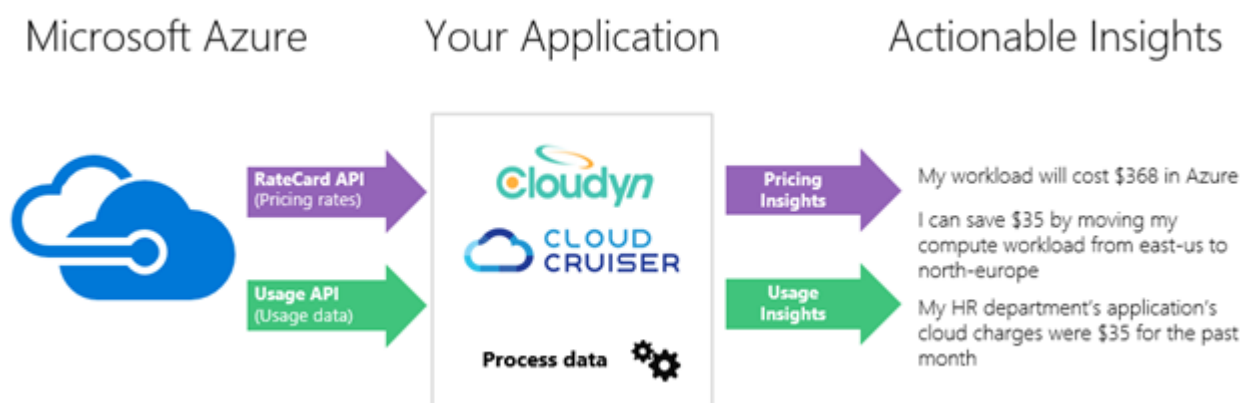 Microsoft Azure
Your Application
Actionable Insights
RateCard API
(Pricing rates)
Usage API
(Usage data)
Cloudyn
CLOUD
CRUISER
Process data
Pricing
Insights
Usage
Insights
My workload will cost $368 in Azure
I can save $35 by moving my
compute workload from east-us to
north-europe
My HR department's application's
cloud charges were $35 for the past
month